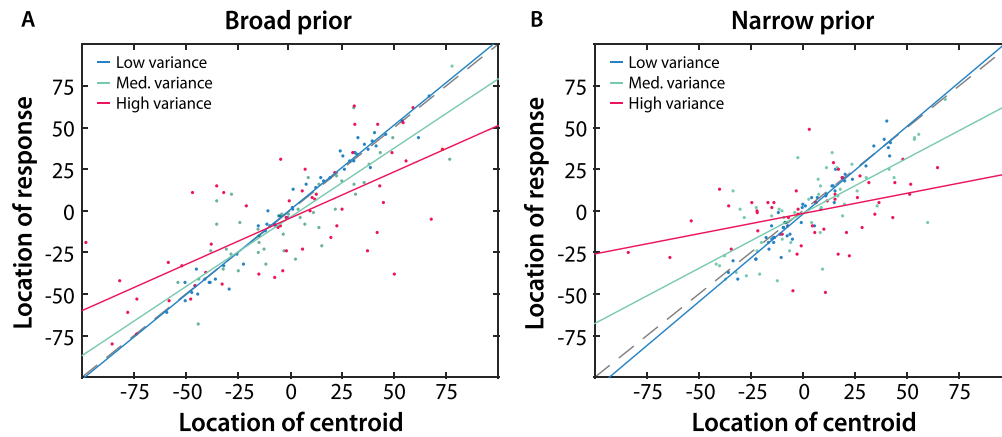 A
Broad prior
Low variance
Med. variance
High variance
75
50
25
0
-25
-50
-75
-75
-50
-25
0
25
50
75
Location of response
Location of centroid
B
Narrow prior
Low variance
Med. variance
High variance
75
50
25
0
-25
-50
-75
-75
-50
-25
0
25
50
75
Location of response
Location of centroid